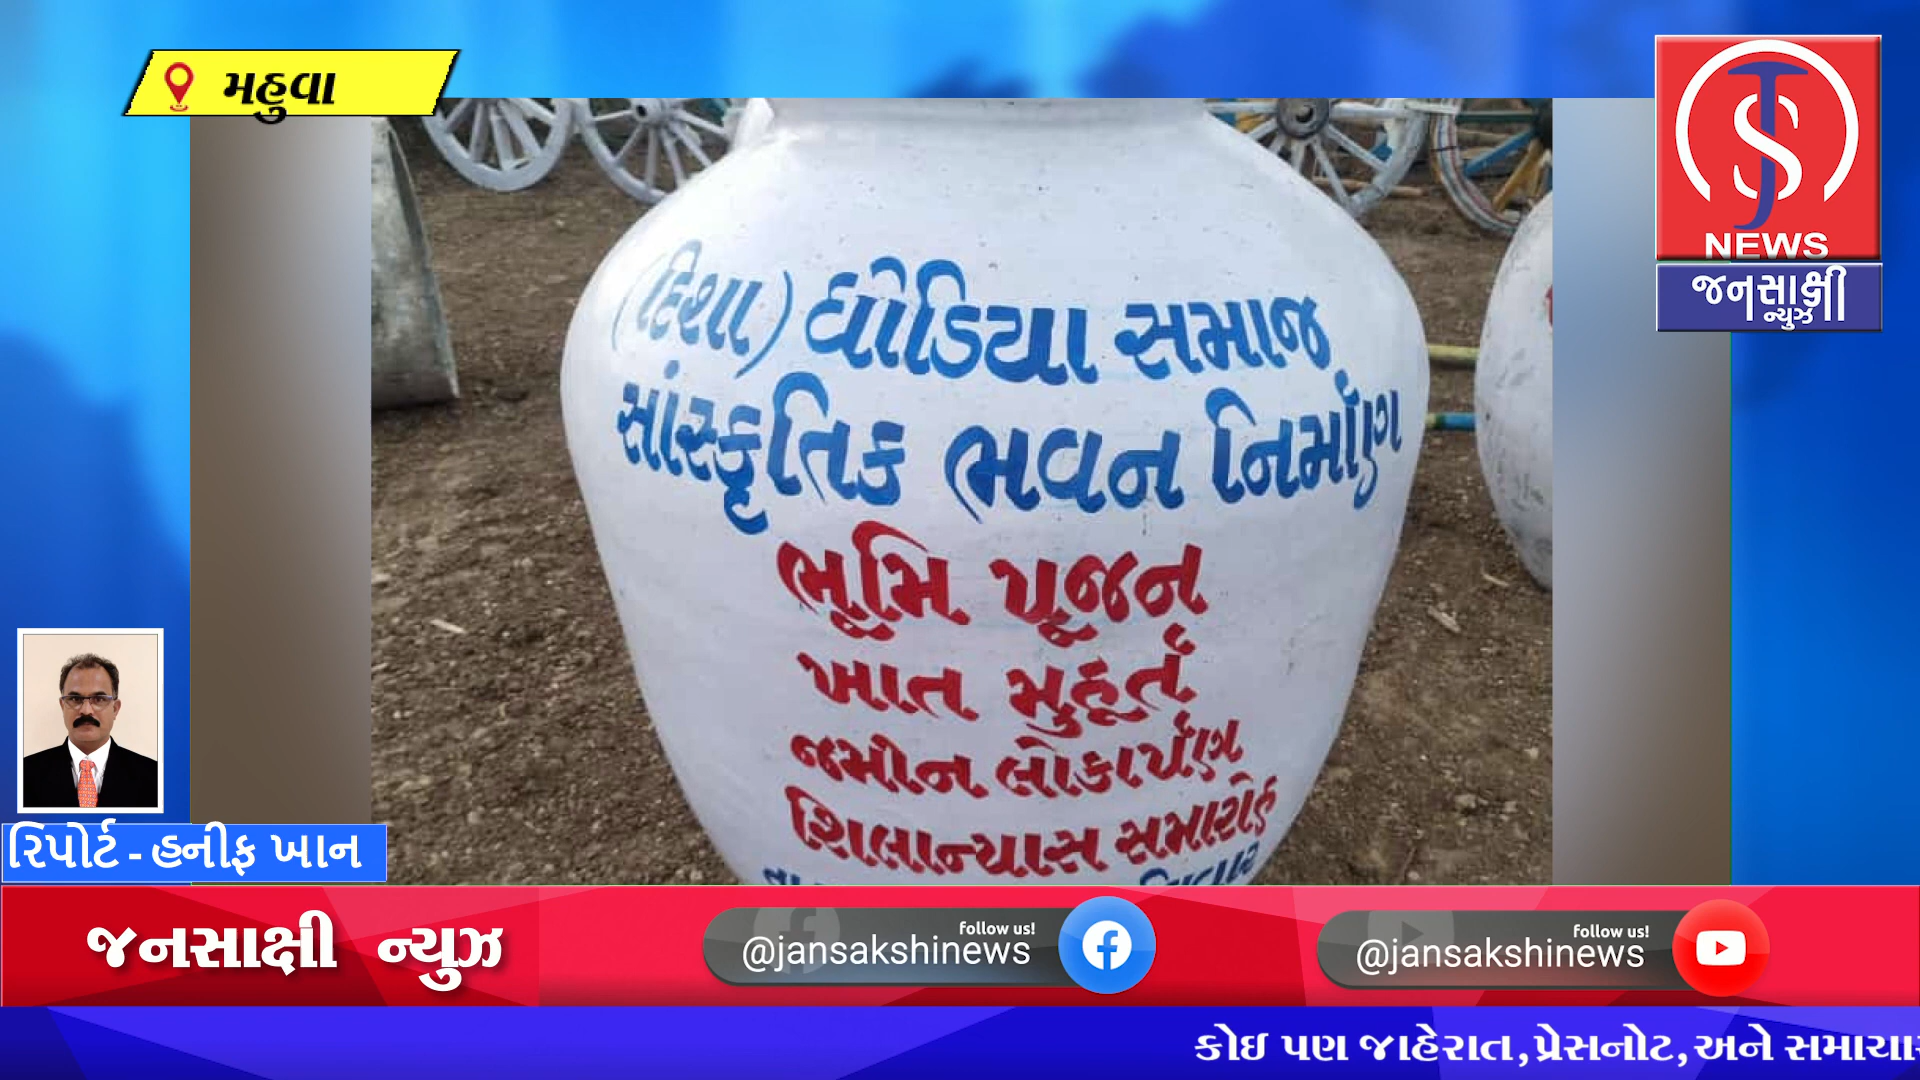 મહુવા
JS
NEWS
જનસાક્ષી
ન્યુઝ
(દિશા) ધોડિયા સમાજ
સાંસ્કૃતિક ભવન નિર્માણ
ભૂમિ પૂજન
ખાત મુહૂર્ત
જમીન લોકાર્પણ
શિલાન્યાસ સમારોહ
રિપોર્ટ - હનીફ ખાન
જનસાક્ષી ન્યુઝ
follow us!
@jansakshinews
follow us!
@jansakshinews
કોઇ પણ જાહેરાત,પ્રેસનોટ,અને